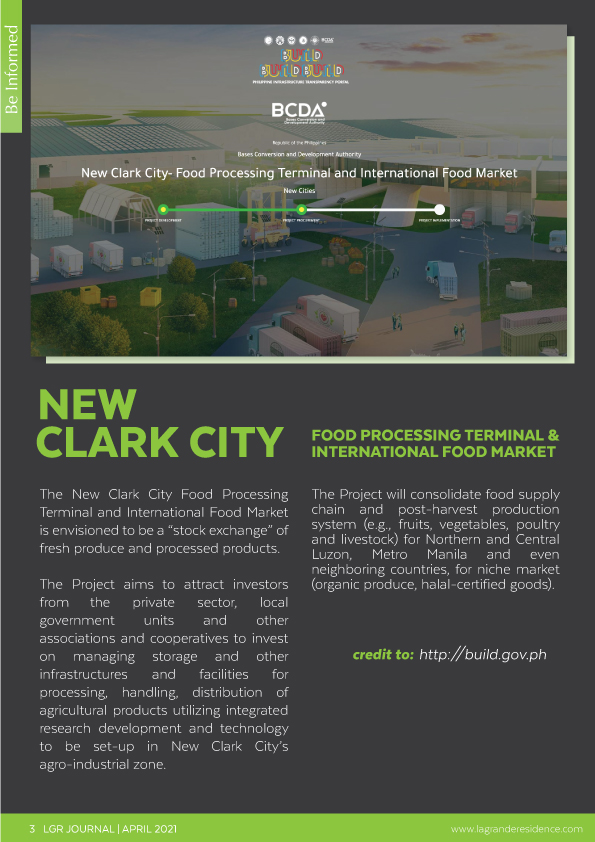 Be Informed
BCDA
BUILD
BUILD BUILD
PHILIPPINE INFRASTRUCTURE TRANSPARENCY PORTAL
BCDA
Bases Conversion and
Development Authority
Republic of the Philippines
Bases Conversion and Development Authority
New Clark City- Food Processing Terminal and International Food Market
New Cities
PROJECT DEVELOPMENT PROJECT PROCUREMENT PROJECT IMPLEMENTATION
NEW
CLARK CITY
The New Clark City Food Processing
Terminal and International Food Market
is envisioned to be a “stock exchange” of
fresh produce and processed products.
The Project aims to attract investors
from the private sector, local
government units and other
associations and cooperatives to invest
on managing storage and other
infrastructures and facilities for
processing, handling, distribution of
agricultural products utilizing integrated
research development and technology
to be set-up in New Clark City’s
agro-industrial zone.
FOOD PROCESSING TERMINAL &
INTERNATIONAL FOOD MARKET
The Project will consolidate food supply
chain and post-harvest production
system (e.g., fruits, vegetables, poultry
and livestock) for Northern and Central
Luzon, Metro Manila and even
neighboring countries, for niche market
(organic produce, halal-certified goods).
credit to: http://build.gov.ph
3 LGR JOURNAL | APRIL 2021
www.lagranderesidence.com